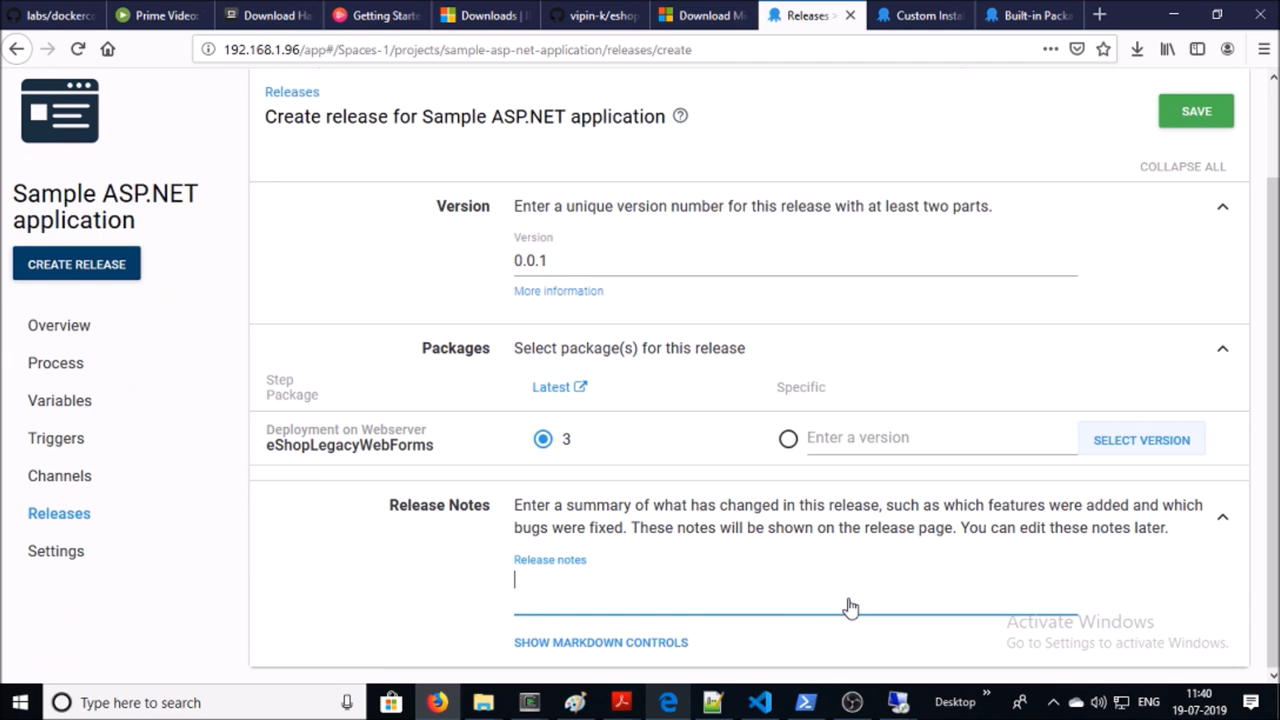 labs/dockerce
Prime Video:
Download Ha
Getting Starte
Downloads | I
vipin-k/eshop
Download Mi
Releases >
Custom Insta
Built-in Packa
192.168.1.96/app#/Spaces-1/projects/sample-asp-net-application/releases/create
Releases
Create release for Sample ASP.NET application
SAVE
COLLAPSE ALL
Sample ASP.NET
application
CREATE RELEASE
Overview
Process
Variables
Triggers
Channels
Releases
Settings
Version
Enter a unique version number for this release with at least two parts.
Version
0.0.1
More information
Packages
Select package(s) for this release
Step
Package
Latest
Specific
Deployment on Webserver
eShopLegacyWebForms
3
Enter a version
SELECT VERSION
Release Notes
Enter a summary of what has changed in this release, such as which features were added and which
bugs were fixed. These notes will be shown on the release page. You can edit these notes later.
Release notes
SHOW MARKDOWN CONTROLS
Activate Windows
Go to Settings to activate Windows.
Type here to search
Desktop
ENG
11:40
19-07-2019